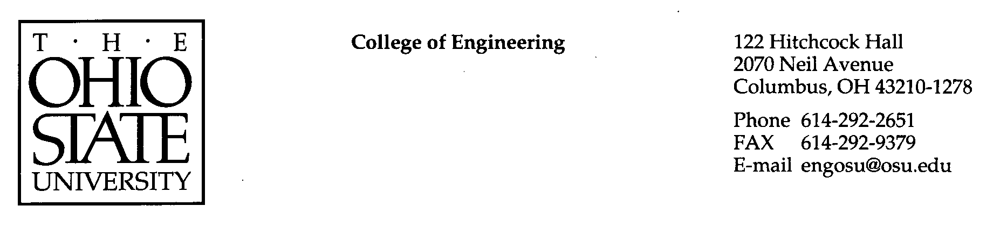 T · H · E
OHIO
STATE
UNIVERSITY
College of Engineering
122 Hitchcock Hall
2070 Neil Avenue
Columbus, OH 43210-1278
Phone 614-292-2651
FAX 614-292-9379
E-mail engosu@osu.edu